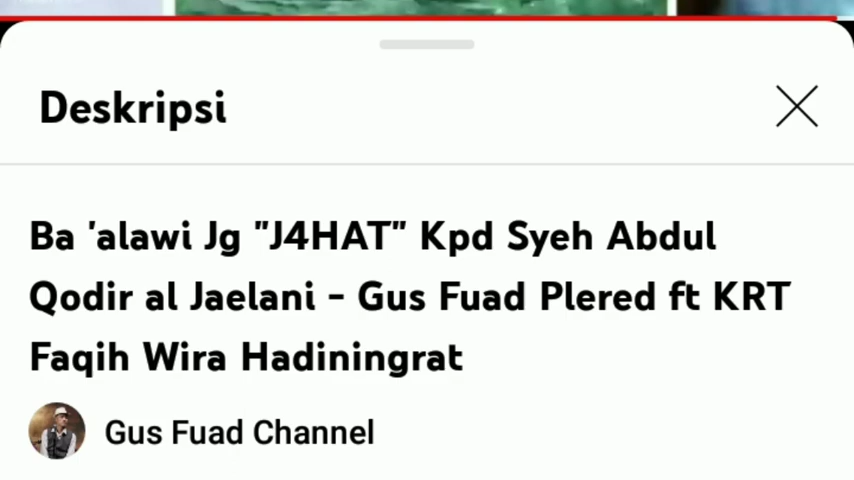 Deskripsi
Ba 'alawi Jg "J4HAT" Kpd Syeh Abdul
Qodir al Jaelani - Gus Fuad Plered ft KRT
Faqih Wira Hadiningrat
Gus Fuad Channel